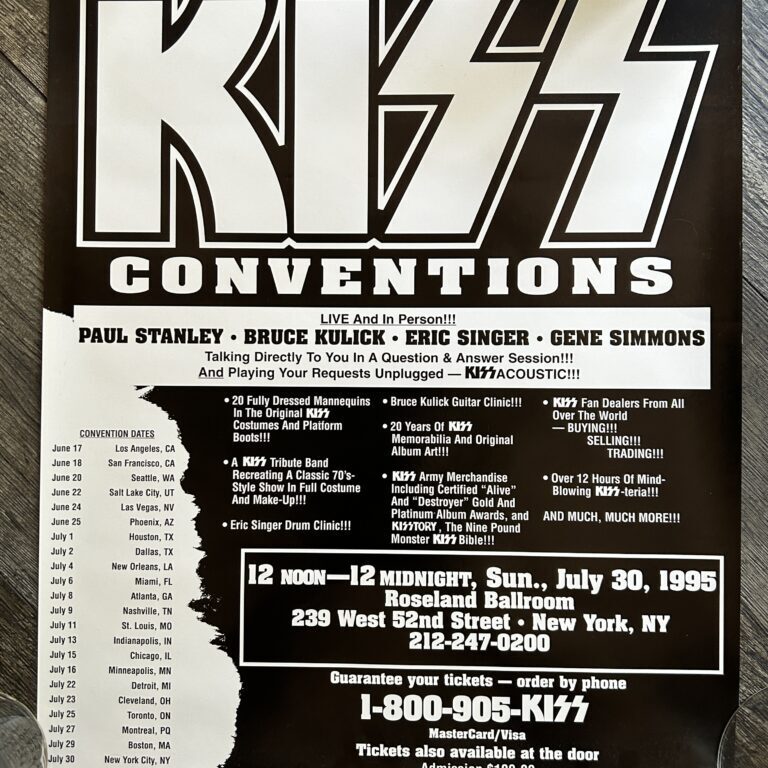 KISS
CONVENTIONS
LIVE And In Person!!!
PAUL STANLEY • BRUCE KULICK • ERIC SINGER • GENE SIMMONS
Talking Directly To You In A Question & Answer Session!!!
And Playing Your Requests Unplugged — KISS ACOUSTIC!!!
• 20 Fully Dressed Mannequins
In The Original KISS
Costumes And Platform
Boots!!!
• A KISS Tribute Band
Recreating A Classic 70's-
Style Show In Full Costume
And Make-Up!!!
• Eric Singer Drum Clinic!!!
• Bruce Kulick Guitar Clinic!!!
• 20 Years Of KISS
Memorabilia And Original
Album Art!!!
• KISS Army Merchandise
Including Certified "Alive"
And "Destroyer" Gold And
Platinum Album Awards, and
KISSTORY, The Nine Pound
Monster KISS Bible!!!
• KISS Fan Dealers From All
Over The World
— BUYING!!!
SELLING!!!
TRADING!!!
• Over 12 Hours Of Mind-
Blowing KISS-teria!!!
AND MUCH, MUCH MORE!!!
CONVENTION DATES
June 17 Los Angeles, CA
June 18 San Francisco, CA
June 20 Seattle, WA
June 22 Salt Lake City, UT
June 24 Las Vegas, NV
June 25 Phoenix, AZ
July 1 Houston, TX
July 2 Dallas, TX
July 4 New Orleans, LA
July 6 Miami, FL
July 8 Atlanta, GA
July 9 Nashville, TN
July 11 St. Louis, MO
July 13 Indianapolis, IN
July 15 Chicago, IL
July 16 Minneapolis, MN
July 22 Detroit, MI
July 23 Cleveland, OH
July 25 Toronto, ON
July 27 Montreal, PQ
July 29 Boston, MA
July 30 New York City, NY
12 NOON—12 MIDNIGHT, Sun., July 30, 1995
Roseland Ballroom
239 West 52nd Street • New York, NY
212-247-0200
Guarantee your tickets — order by phone
1-800-905-KISS
MasterCard/Visa
Tickets also available at the door
Admission $100.00